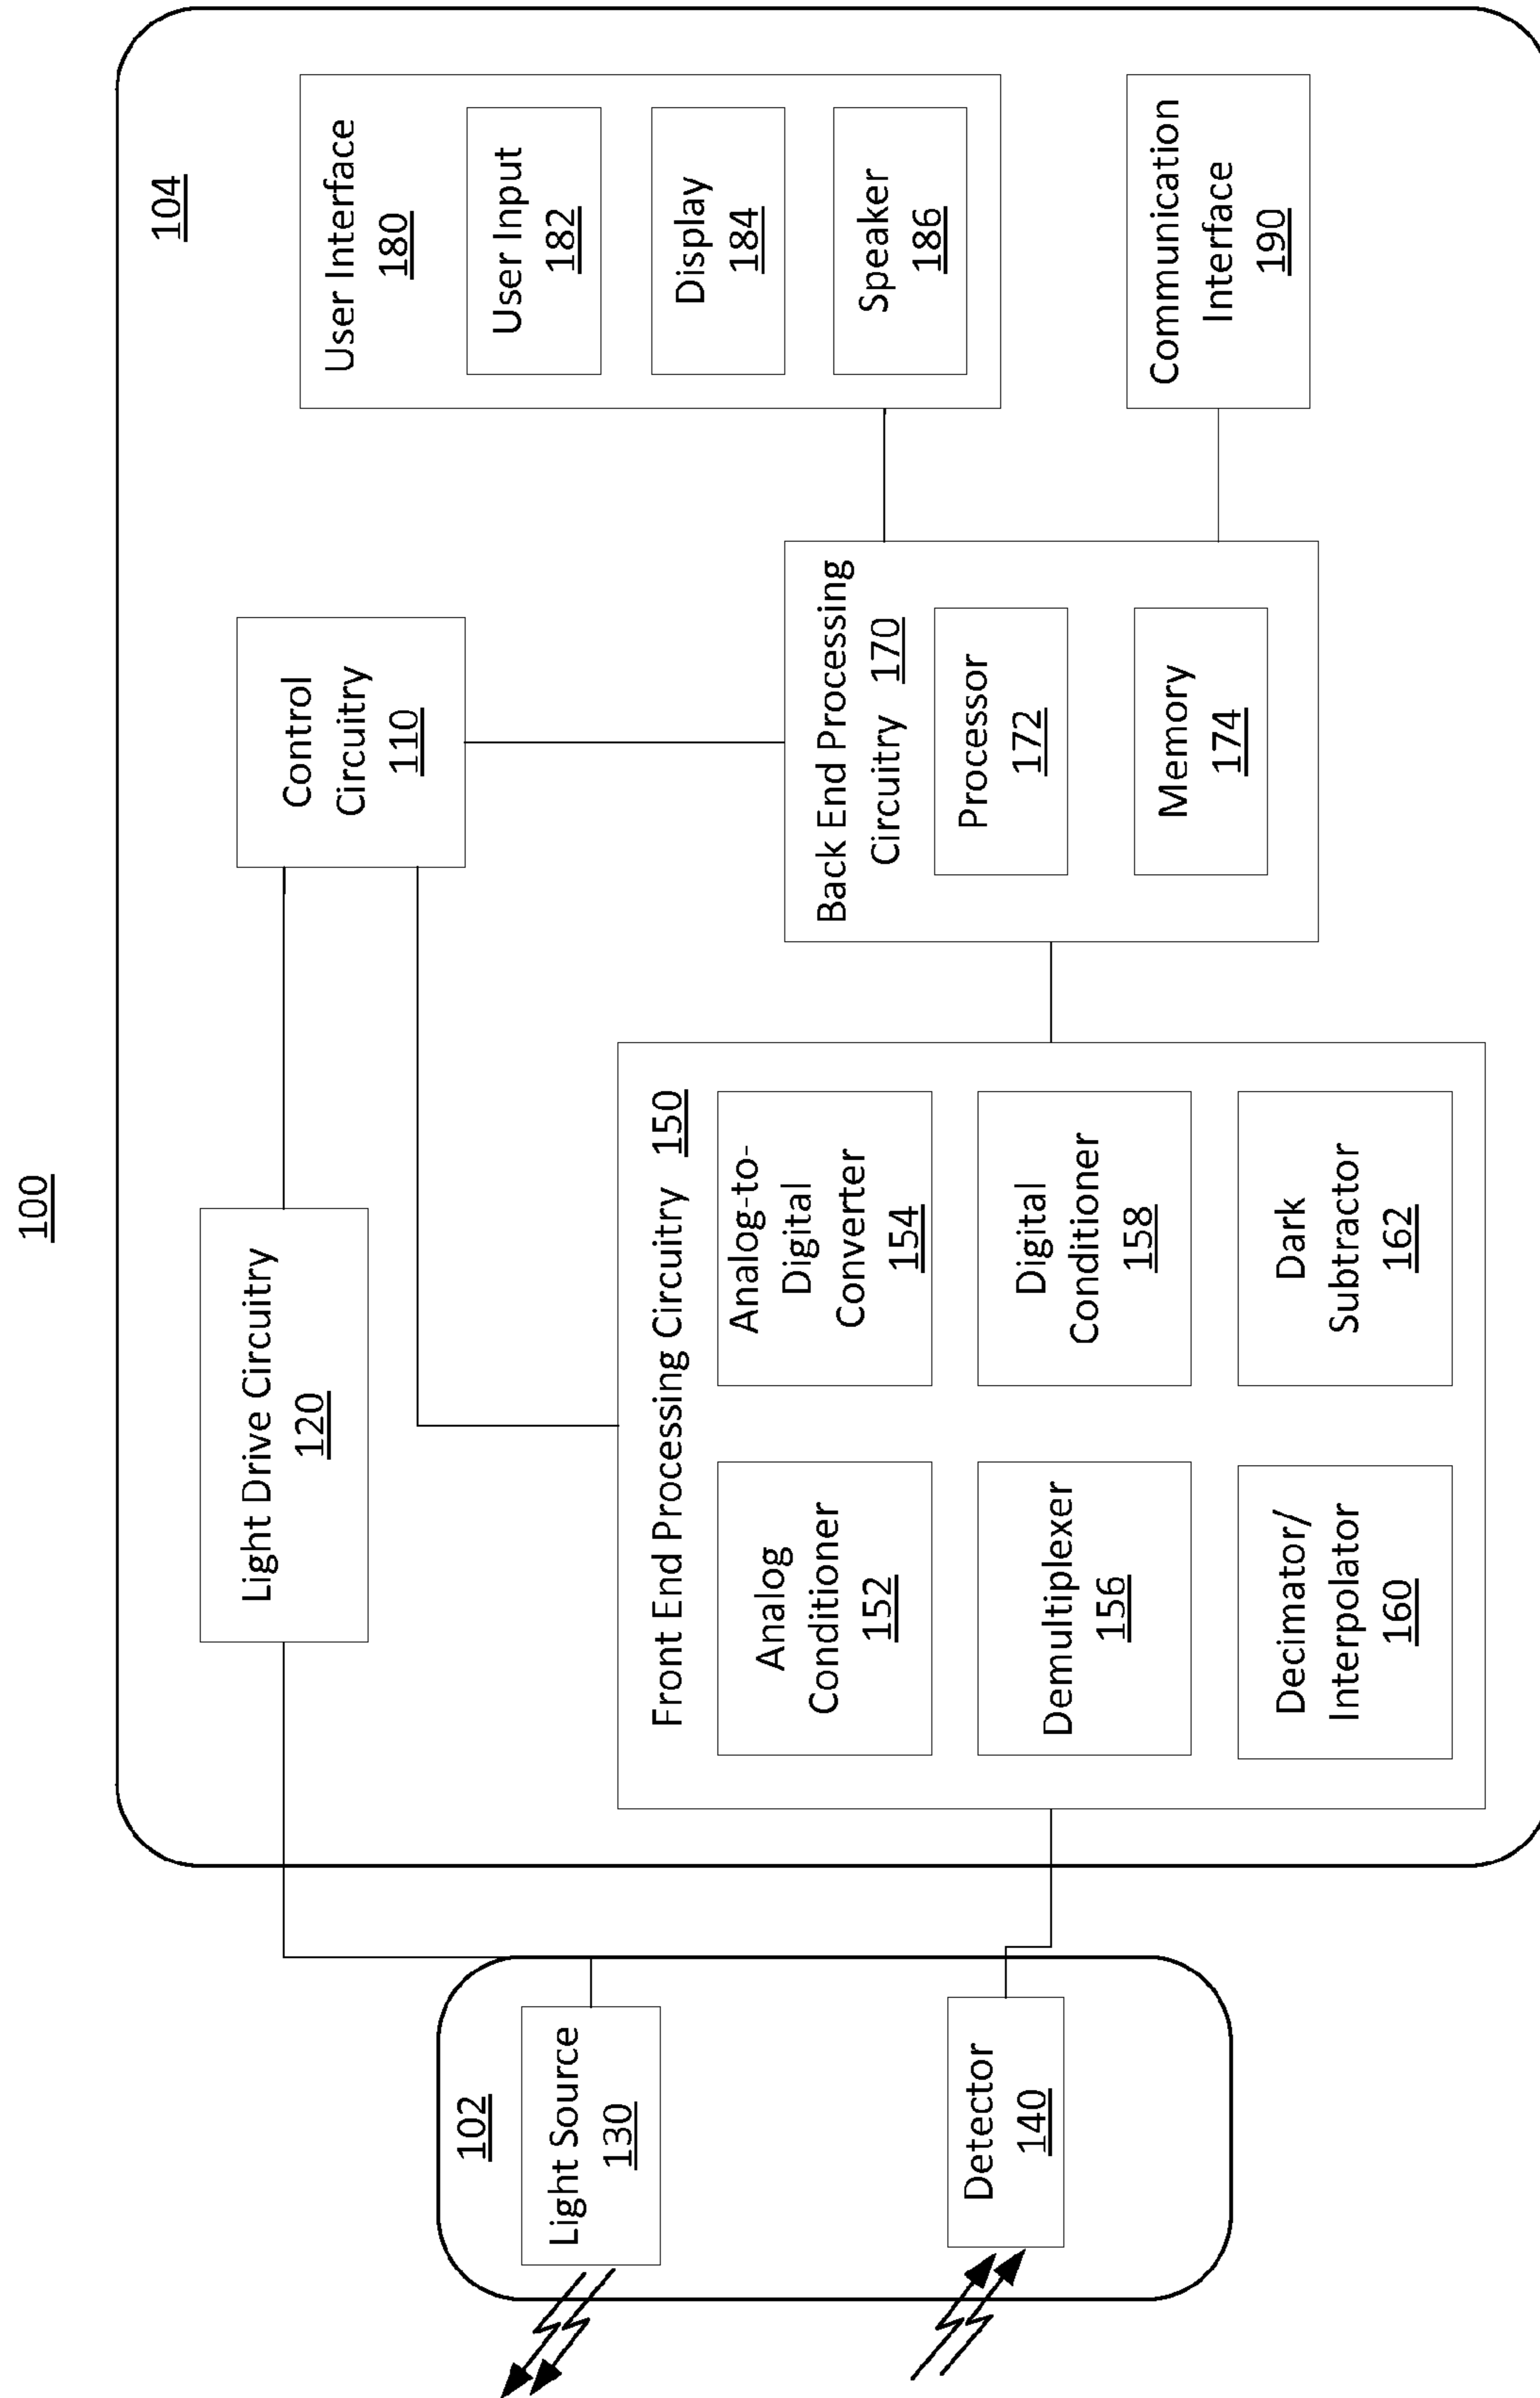 100
104
Light Drive Circuitry
120
Control
Circuitry
110
User Interface
180
User Input
182
Display
184
Speaker
186
102
Light Source
130
Detector
140
Front End Processing Circuitry 150
Analog
Conditioner
152
Analog-to-
Digital
Converter
154
Demultiplexer
156
Digital
Conditioner
158
Decimator/
Interpolator
160
Dark
Subtractor
162
Back End Processing
Circuitry 170
Processor
172
Memory
174
Communication
Interface
190